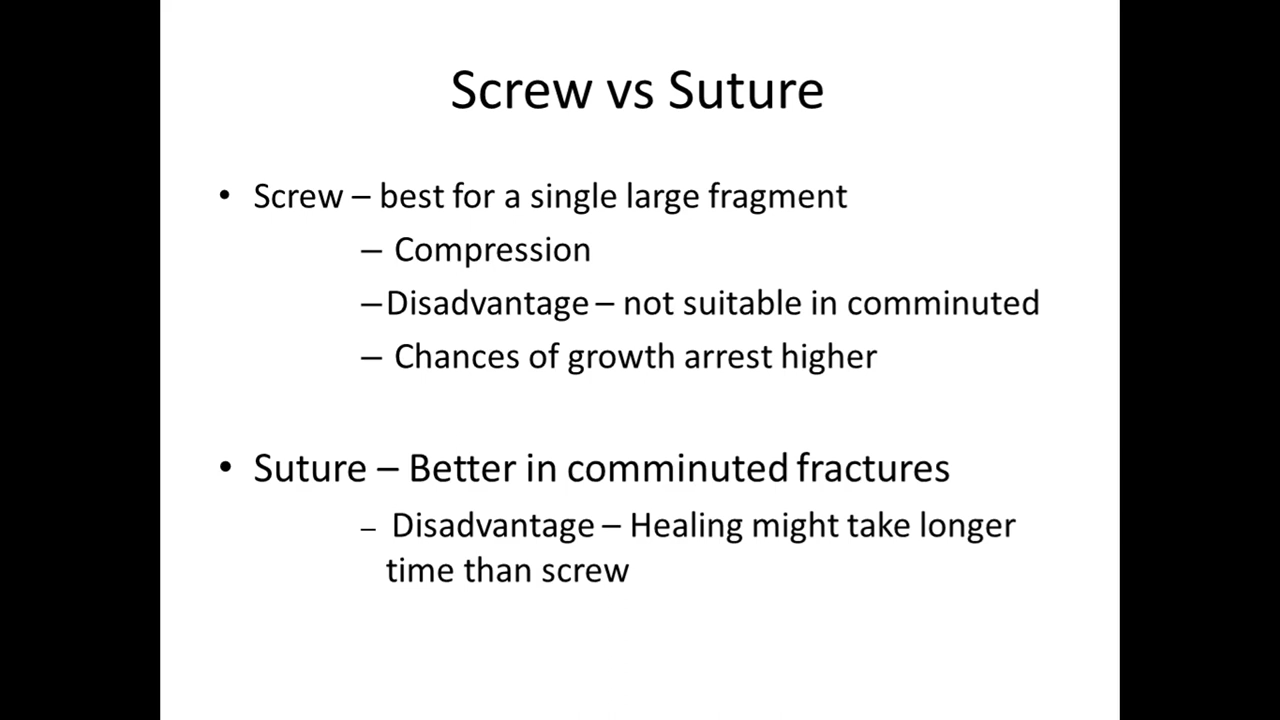 Screw vs Suture
• Screw – best for a single large fragment
– Compression
–Disadvantage – not suitable in comminuted
– Chances of growth arrest higher
• Suture – Better in comminuted fractures
– Disadvantage – Healing might take longer
time than screw